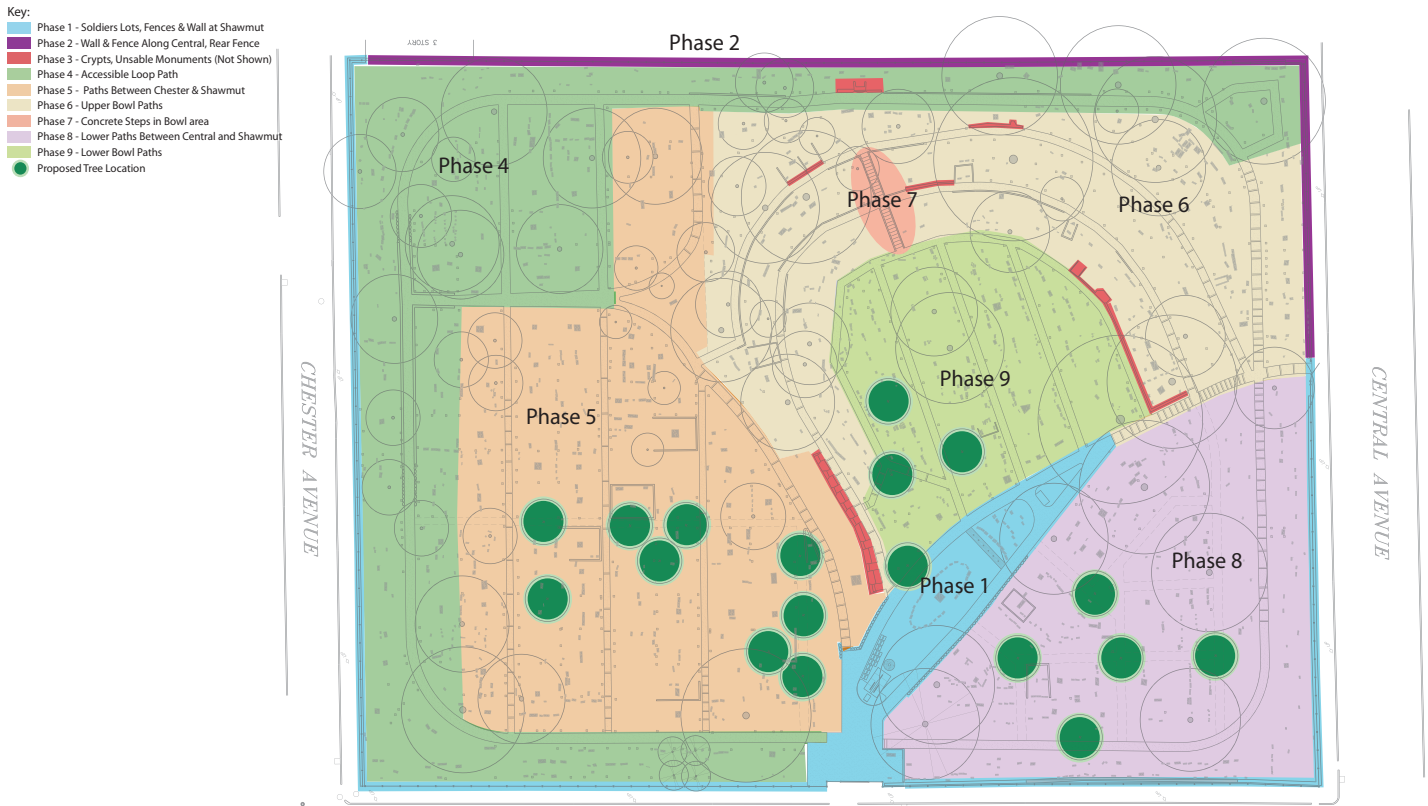 Key:
Phase 1 - Soldiers Lots, Fences & Wall at Shawmut
Phase 2 - Wall & Fence Along Central, Rear Fence
Phase 3 - Crypts, Unsable Monuments (Not Shown)
Phase 4 - Accessible Loop Path
Phase 5 - Paths Between Chester & Shawmut
Phase 6 - Upper Bowl Paths
Phase 7 - Concrete Steps in Bowl area
Phase 8 - Lower Paths Between Central and Shawmut
Phase 9 - Lower Bowl Paths
Proposed Tree Location
3 STORY
Phase 2
Phase 4
Phase 7
Phase 6
Phase 9
Phase 5
Phase 1
Phase 8
CHESTER AVENUE
CENTRAL AVENUE